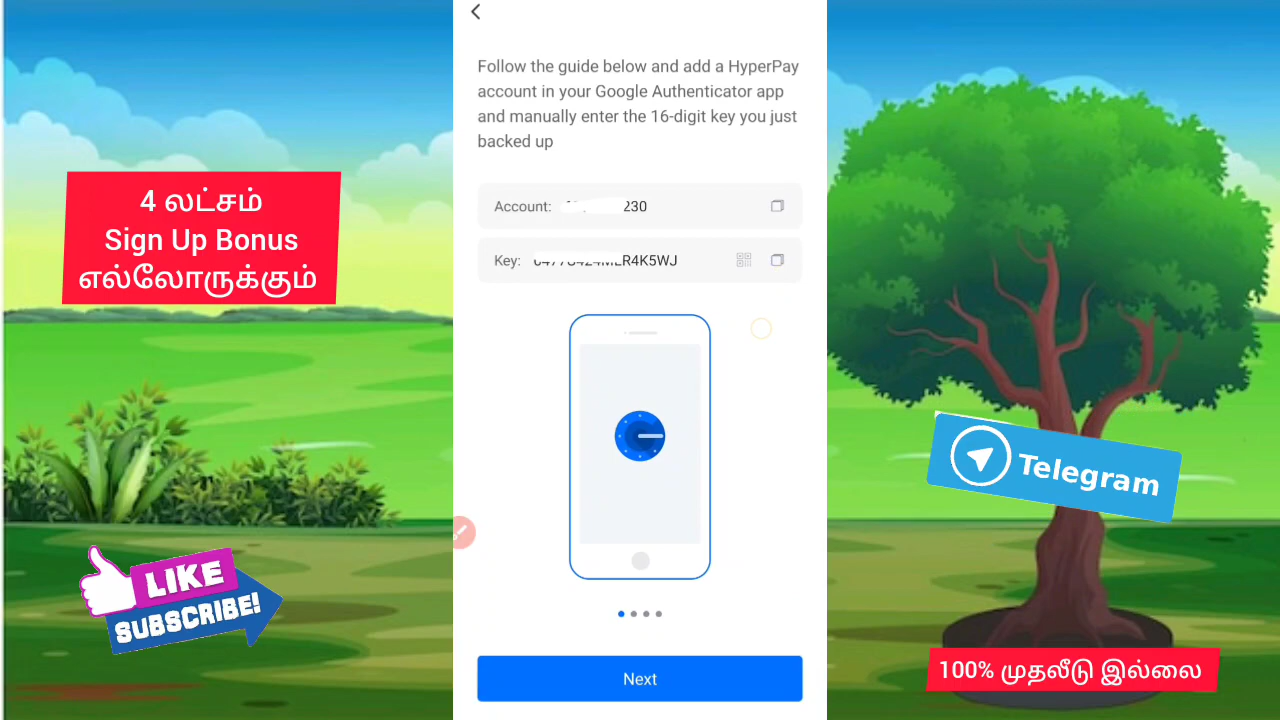 4 லட்சம்
Sign Up Bonus
எல்லோருக்கும்
LIKE
SUBSCRIBE!
Follow the guide below and add a HyperPay
account in your Google Authenticator app
and manually enter the 16-digit key you just
backed up
Account: 230
Key: R4K5WJ
Next
Telegram
100% முதலீடு இல்லை